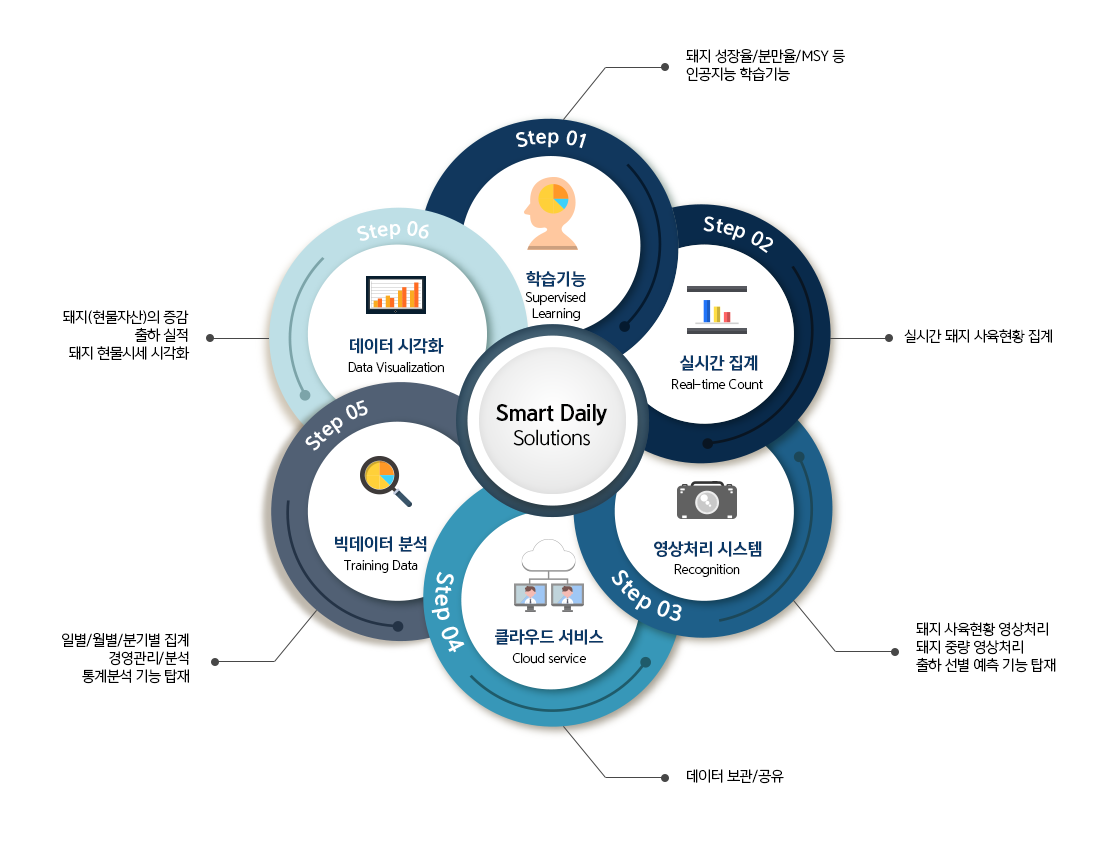 돼지 성장율/분만율/MSY 등
인공지능 학습기능
Step 01
학습기능
Supervised
Learning
Step 02
실시간 집계
Real-time Count
실시간 돼지 사육현황 집계
Step 03
영상처리 시스템
Recognition
돼지 사육현황 영상처리
돼지 중량 영상처리
출하 선별 예측 기능 탑재
Step 04
클라우드 서비스
Cloud service
데이터 보관/공유
Step 05
빅데이터 분석
Training Data
일별/월별/분기별 집계
경영관리/분석
통계분석 기능 탑재
Step 06
데이터 시각화
Data Visualization
돼지(현물자산)의 증감
출하 실적
돼지 현물시세 시각화
Smart Daily
Solutions